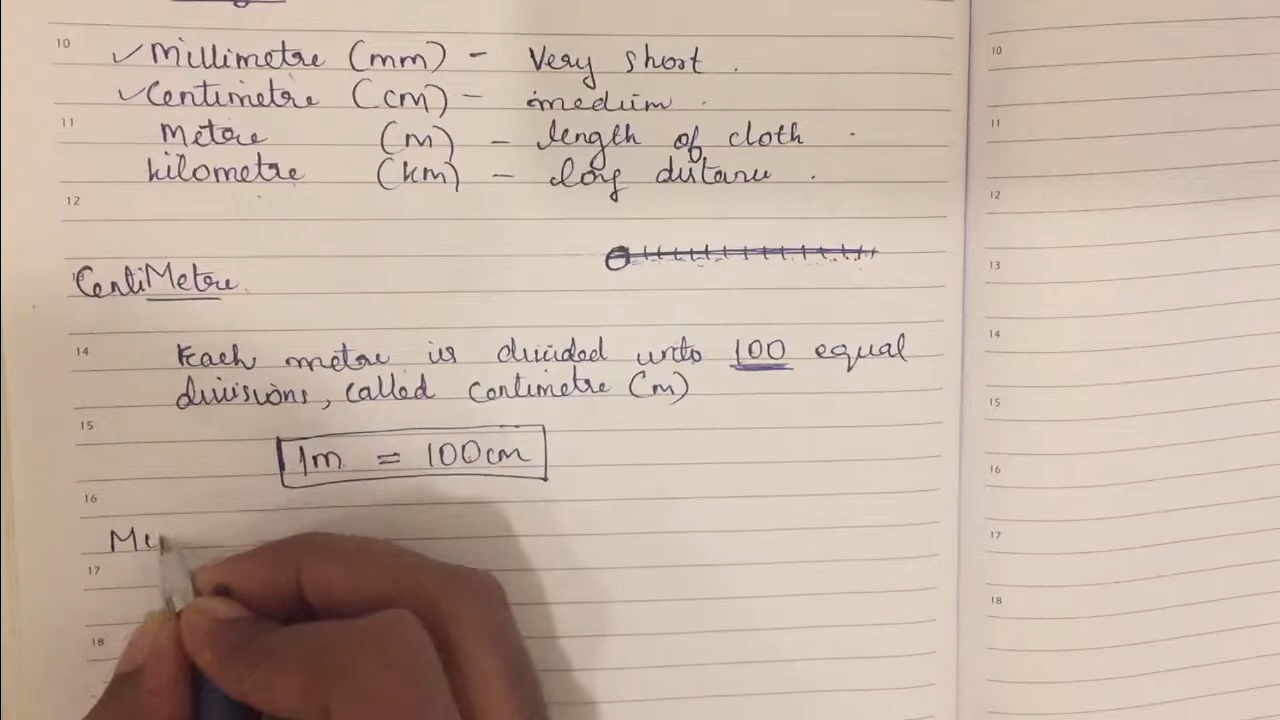 10 ✓Millimetre (mm) - Very short . 10
✓Centimetre (cm) - medium .
11 Metre (m) - length of cloth . 11
kilometre (km) - long distance .
12 12
CentiMetre. 13
14 Each metre is divided into 100 equal 14
divisions, called centimetre (m)
15 15
1m = 100cm
16 16
17
17
18
18